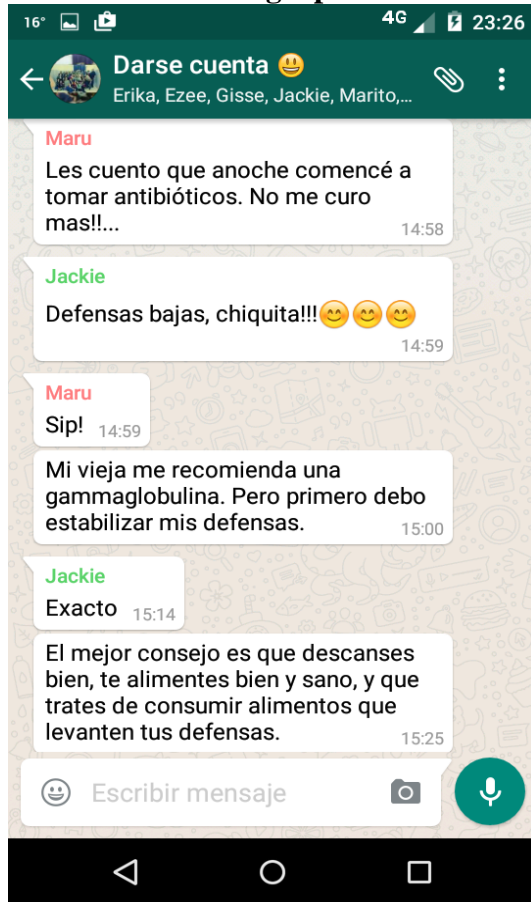 16°
4G 23:26
Darse cuenta 😃
Erika, Ezee, Gisse, Jackie, Marito,...
Maru
Les cuento que anoche comencé a
tomar antibióticos. No me curo
mas!!...
14:58
Jackie
Defensas bajas, chiquita!!!😊😊😊
14:59
Maru
Sip! 14:59
Mi vieja me recomienda una
gammaglobulina. Pero primero debo
estabilizar mis defensas. 15:00
Jackie
Exacto 15:14
El mejor consejo es que descanses
bien, te alimentes bien y sano, y que
trates de consumir alimentos que
levanten tus defensas. 15:25
Escribir mensaje